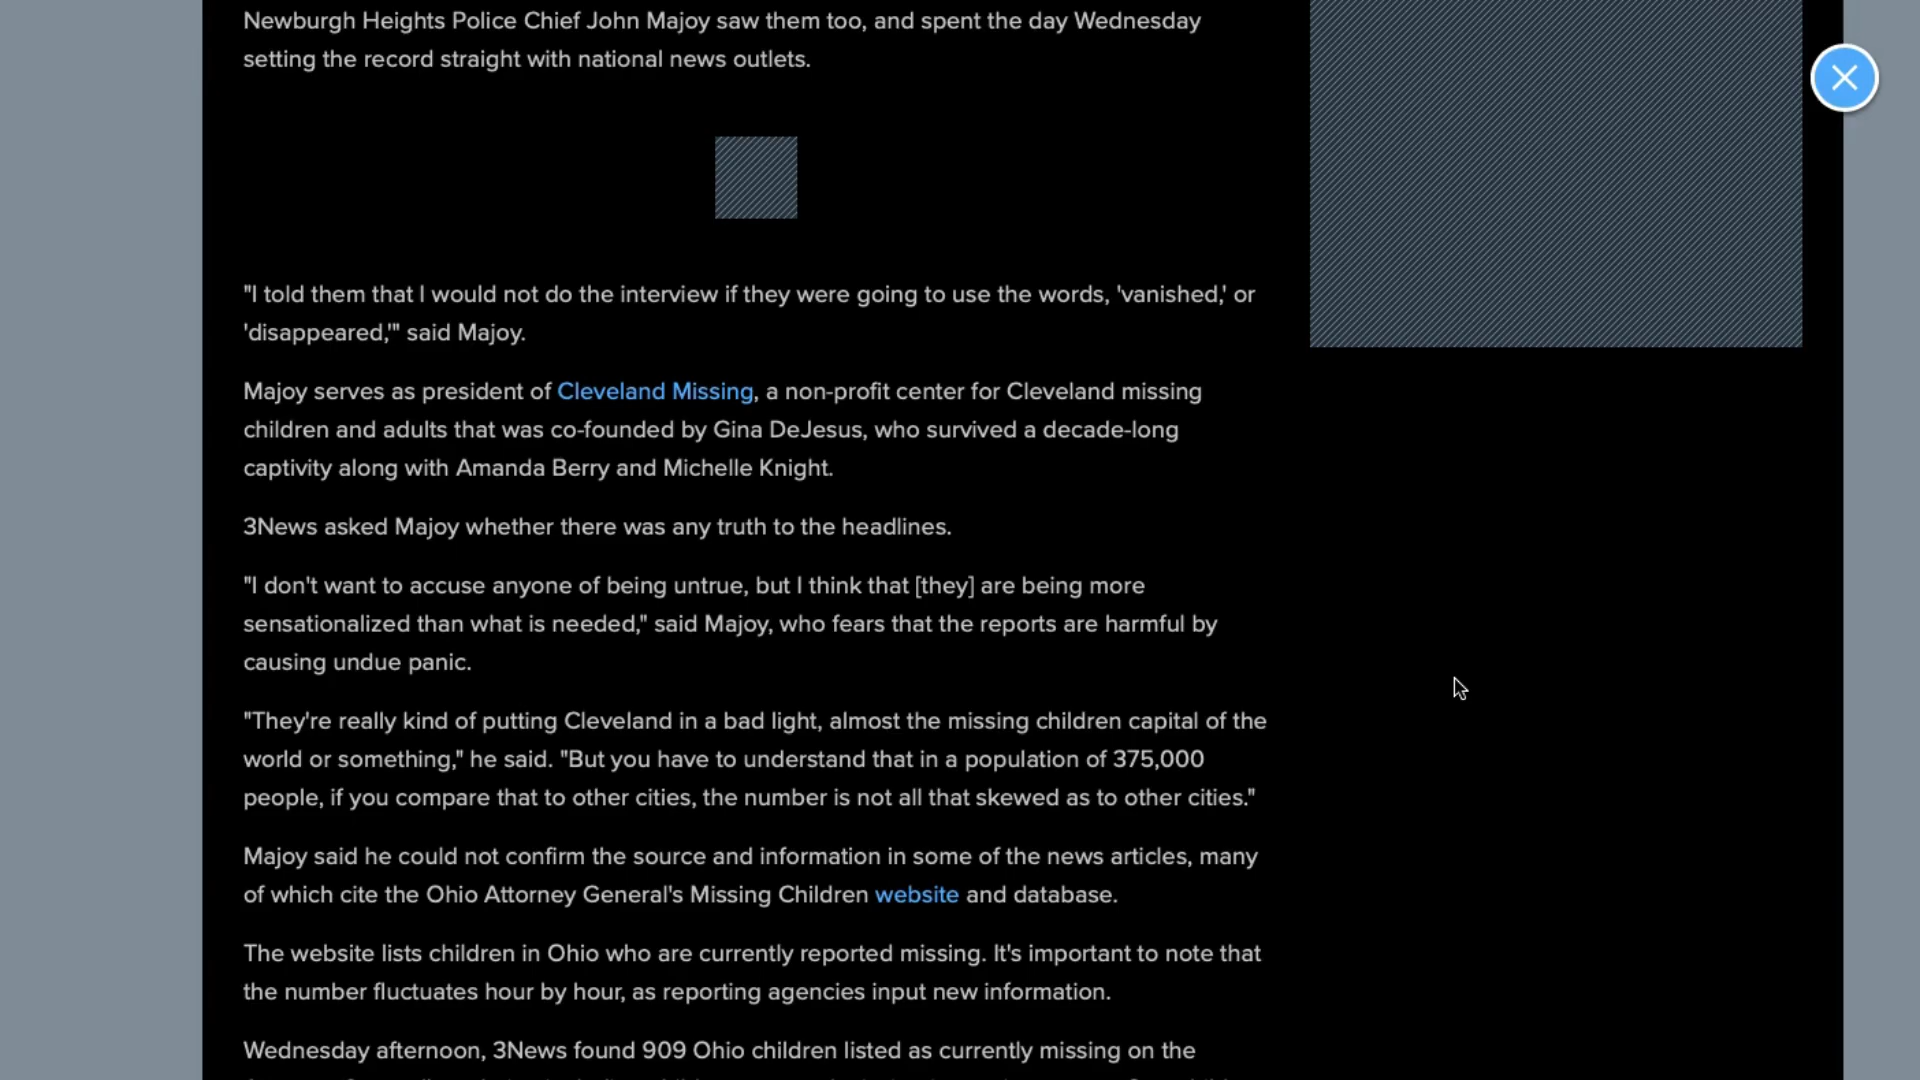 Newburgh Heights Police Chief John Majoy saw them too, and spent the day Wednesday
setting the record straight with national news outlets.
"I told them that I would not do the interview if they were going to use the words, 'vanished,' or
'disappeared,'" said Majoy.
Majoy serves as president of Cleveland Missing, a non-profit center for Cleveland missing
children and adults that was co-founded by Gina DeJesus, who survived a decade-long
captivity along with Amanda Berry and Michelle Knight.
3News asked Majoy whether there was any truth to the headlines.
"I don't want to accuse anyone of being untrue, but I think that [they] are being more
sensationalized than what is needed," said Majoy, who fears that the reports are harmful by
causing undue panic.
"They're really kind of putting Cleveland in a bad light, almost the missing children capital of the
world or something," he said. "But you have to understand that in a population of 375,000
people, if you compare that to other cities, the number is not all that skewed as to other cities."
Majoy said he could not confirm the source and information in some of the news articles, many
of which cite the Ohio Attorney General's Missing Children website and database.
The website lists children in Ohio who are currently reported missing. It's important to note that
the number fluctuates hour by hour, as reporting agencies input new information.
Wednesday afternoon, 3News found 909 Ohio children listed as currently missing on the